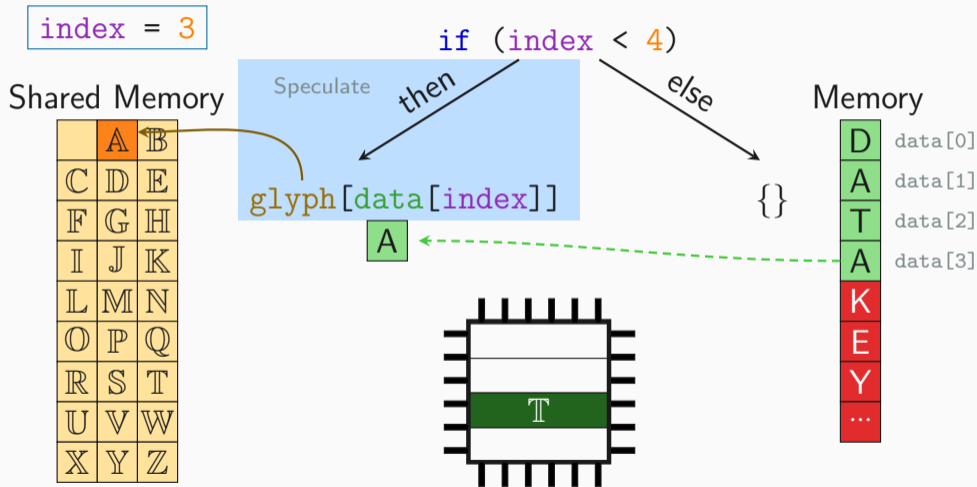 index = 3
if (index < 4)
Speculate
then
else
Shared Memory
Memory
𝔸 𝔹
ℂ 𝔻 𝔼
𝔽 𝔾 ℍ
𝕀 𝕁 𝕂
𝕃 𝕄 ℕ
𝕆 ℙ ℚ
ℝ 𝕊 𝕋
𝕌 𝕍 𝕎
𝕏 𝕐 ℤ
glyph[data[index]]
A
{}
D data[0]
A data[1]
T data[2]
A data[3]
K
E
Y
...
𝕋